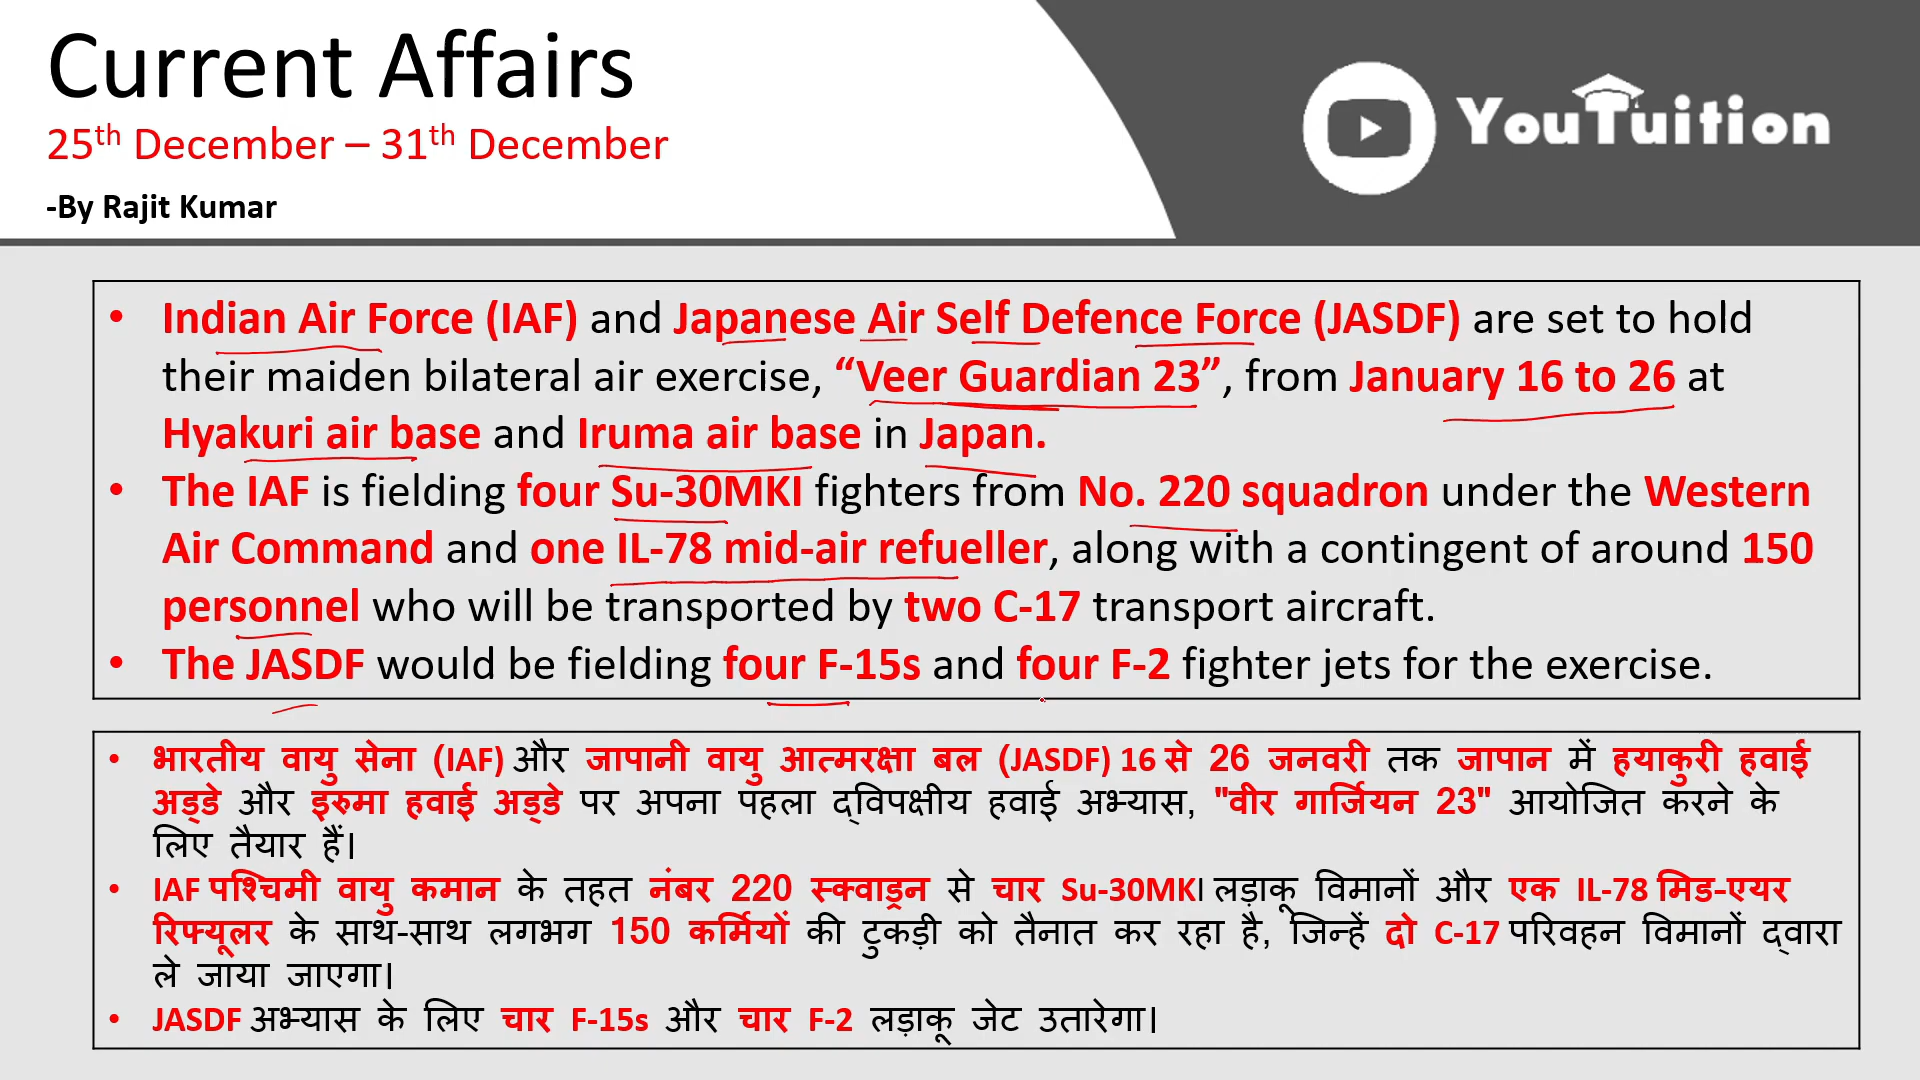 Current Affairs
25th December – 31th December
-By Rajit Kumar
YouTuition
• Indian Air Force (IAF) and Japanese Air Self Defence Force (JASDF) are set to hold
their maiden bilateral air exercise, “Veer Guardian 23”, from January 16 to 26 at
Hyakuri air base and Iruma air base in Japan.
• The IAF is fielding four Su-30MKI fighters from No. 220 squadron under the Western
Air Command and one IL-78 mid-air refueller, along with a contingent of around 150
personnel who will be transported by two C-17 transport aircraft.
• The JASDF would be fielding four F-15s and four F-2 fighter jets for the exercise.
• भारतीय वायु सेना (IAF) और जापानी वायु आत्मरक्षा बल (JASDF) 16 से 26 जनवरी तक जापान में हयाकुरी हवाई
अड्डे और इरुमा हवाई अड्डे पर अपना पहला द्विपक्षीय हवाई अभ्यास, "वीर गार्जियन 23" आयोजित करने के
लिए तैयार हैं।
• IAF पश्चिमी वायु कमान के तहत नंबर 220 स्क्वाड्रन से चार Su-30MKI लड़ाकू विमानों और एक IL-78 मिड-एयर
रिफ्यूलर के साथ-साथ लगभग 150 कर्मियों की टुकड़ी को तैनात कर रहा है, जिन्हें दो C-17 परिवहन विमानों द्वारा
ले जाया जाएगा।
• JASDF अभ्यास के लिए चार F-15s और चार F-2 लड़ाकू जेट उतारेगा।